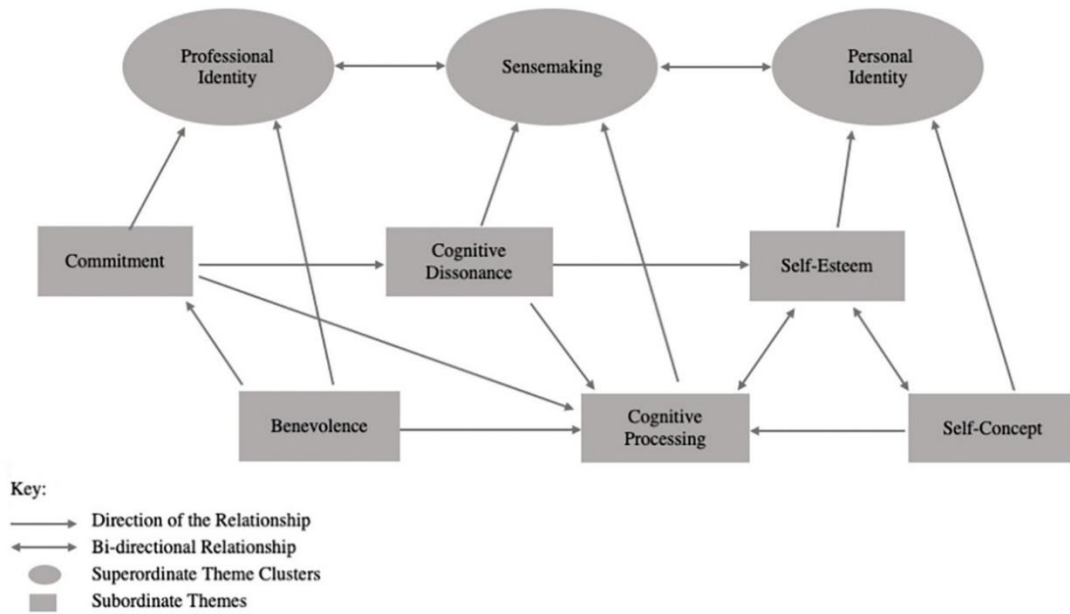 Professional
Identity
Sensemaking
Personal
Identity
Commitment
Cognitive
Dissonance
Self-Esteem
Benevolence
Cognitive
Processing
Self-Concept
Key:
Direction of the Relationship
Bi-directional Relationship
Superordinate Theme Clusters
Subordinate Themes